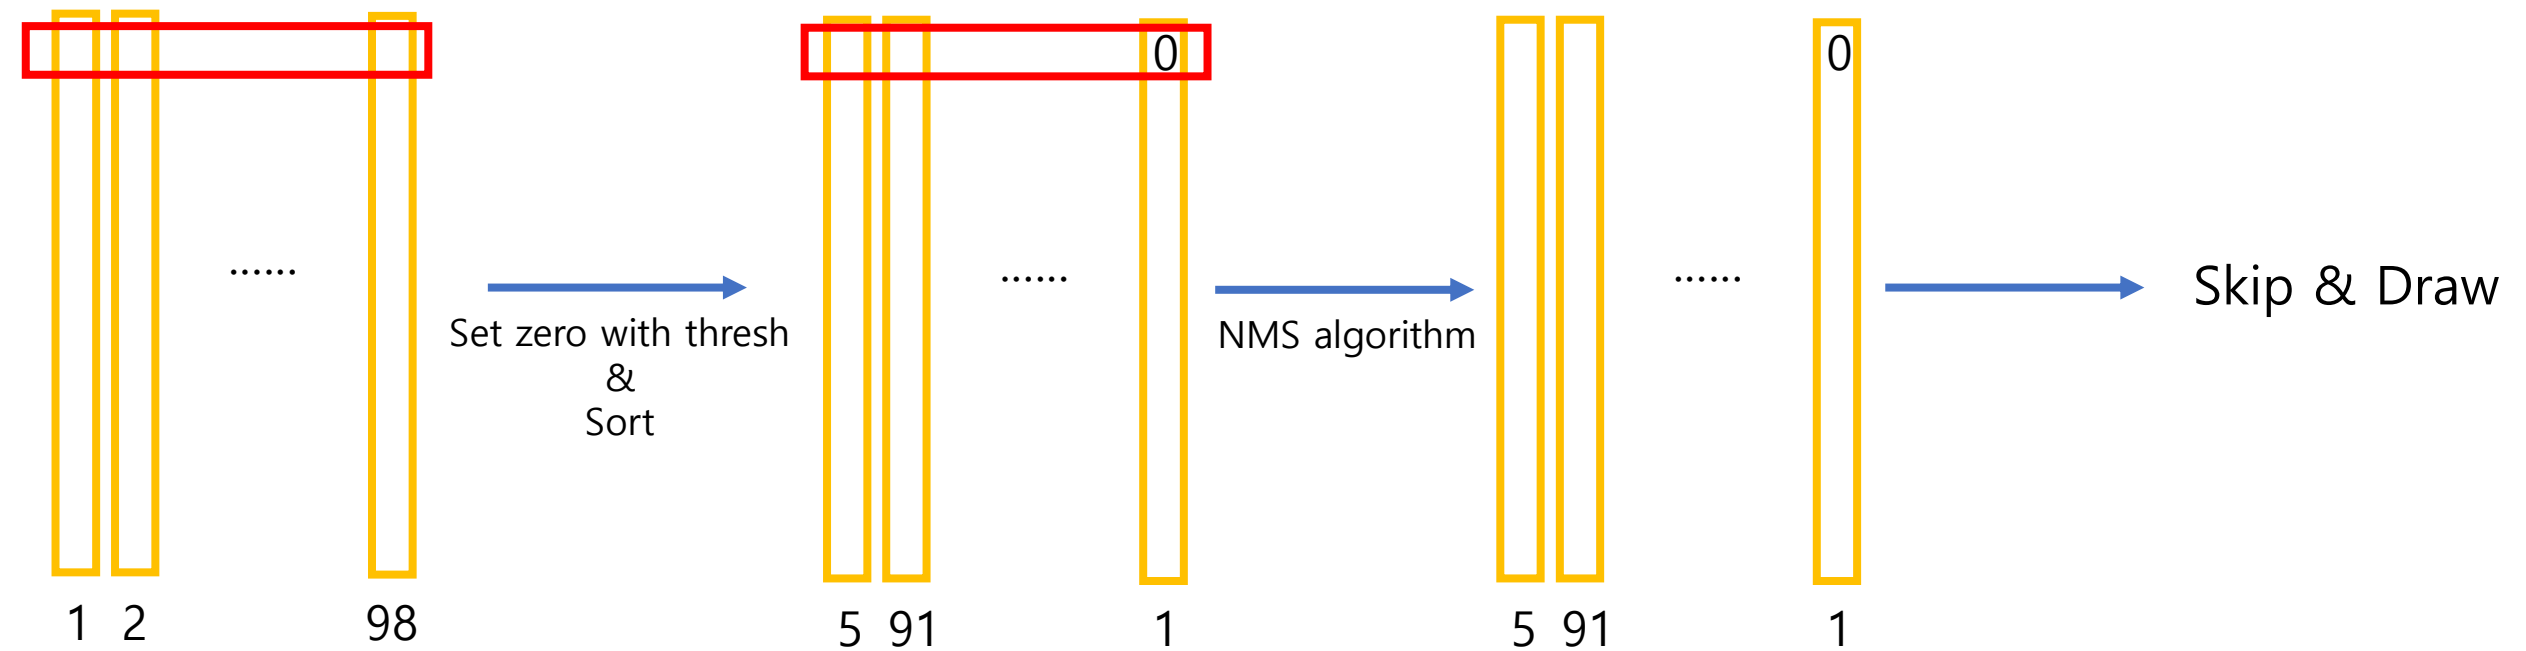 0
0
......
......
......
Skip & Draw
Set zero with thresh
&
Sort
NMS algorithm
1 2 98
5 91 1
5 91 1